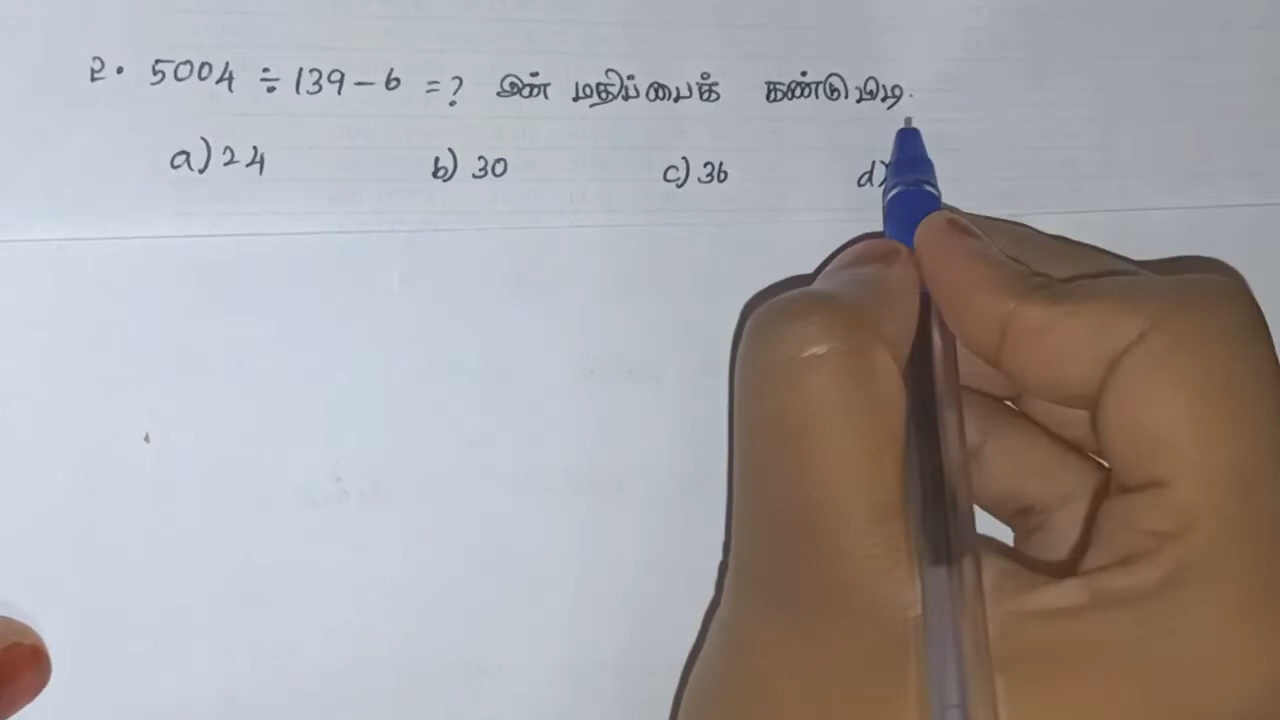 2. 5004 ÷ 139 - 6 = ? இன் மதிப்பைக் கண்டுபிடி.
a) 24 b) 30 c) 36 d)